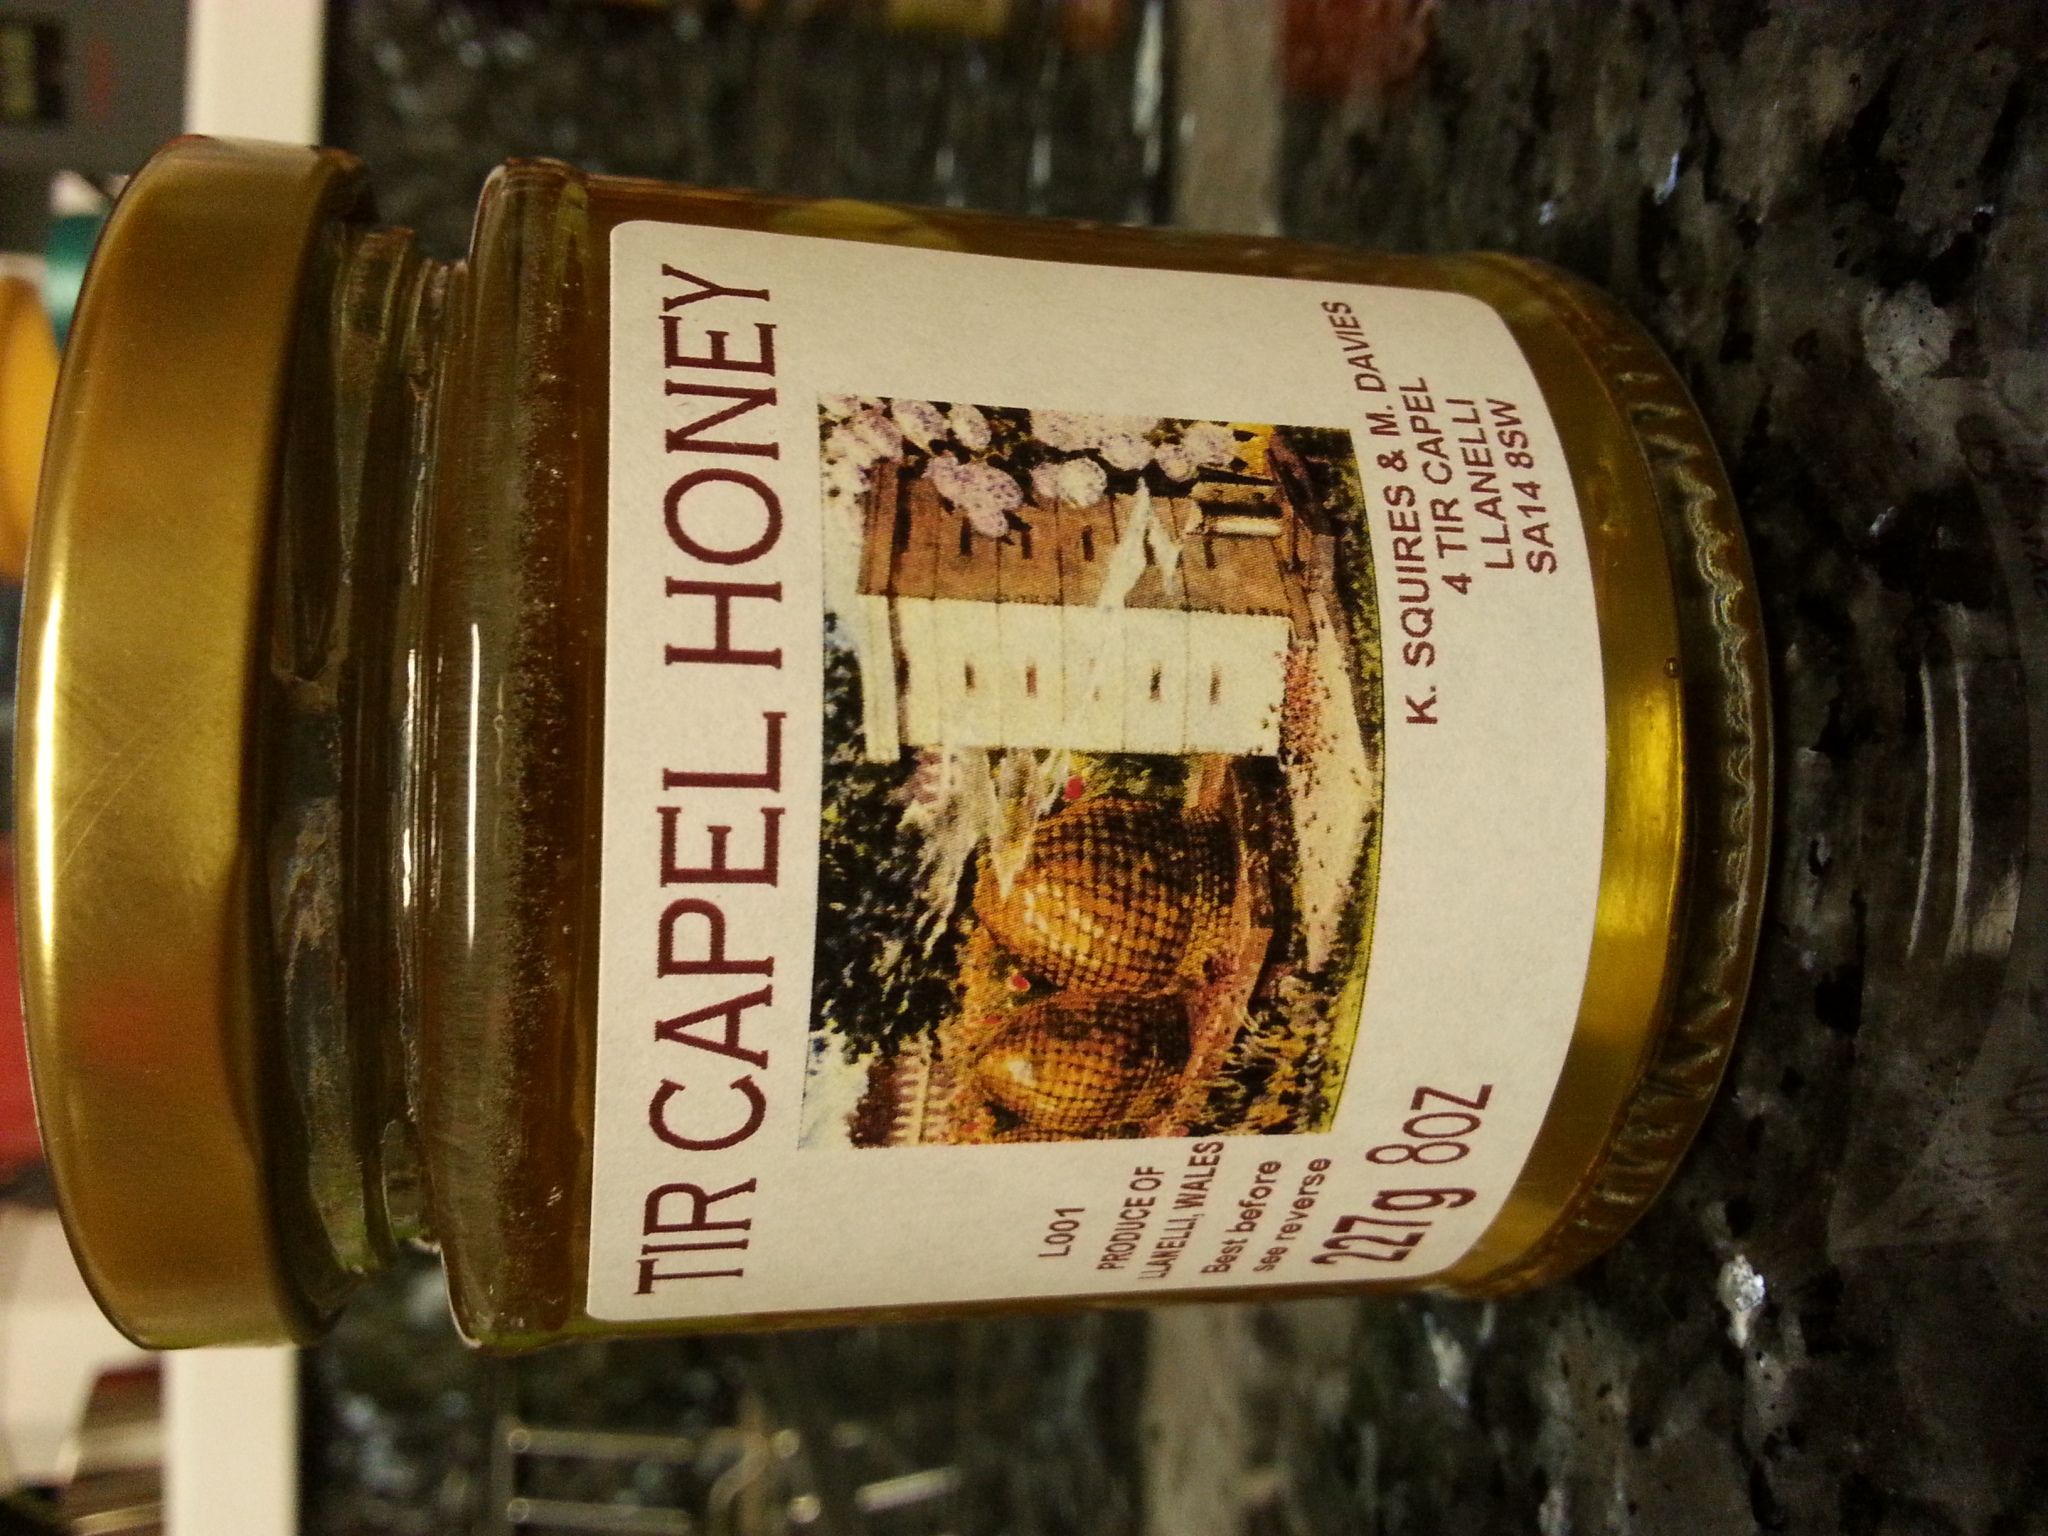 TIR CAPEL HONEY
L001
PRODUCE OF
LLANELLI, WALES
Best before
see reverse
227g 8OZ
K. SQUIRES & M. DAVIES
4 TIR CAPEL
LLANELLI
SA14 8SW